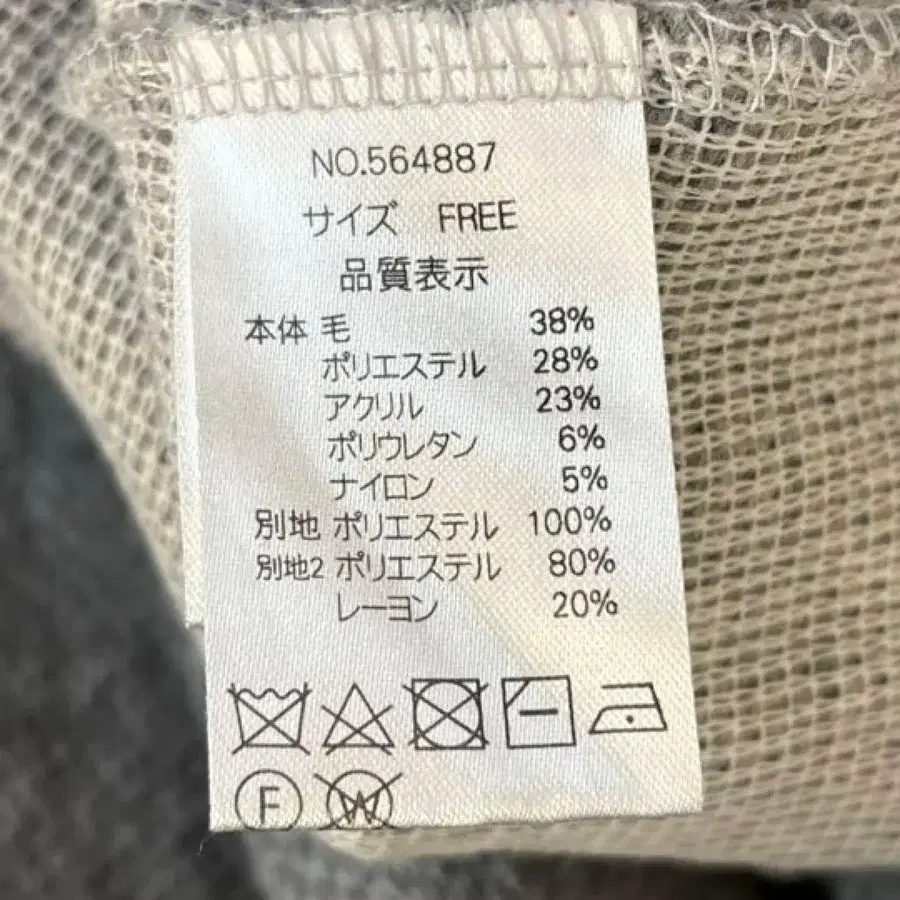 NO.564887
サイズ FREE
品質表示
本体 毛 38%
ポリエステル 28%
アクリル 23%
ポリウレタン 6%
ナイロン 5%
別地 ポリエステル 100%
別地2 ポリエステル 80%
レーヨン 20%
F W